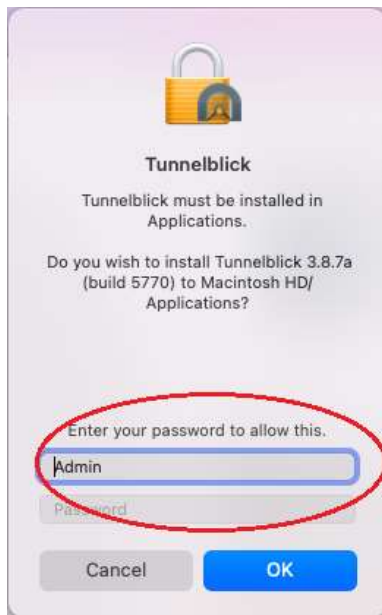 Tunnelblick
Tunnelblick must be installed in
Applications.
Do you wish to install Tunnelblick 3.8.7a
(build 5770) to Macintosh HD/
Applications?
Enter your password to allow this.
Admin
Password
Cancel
OK